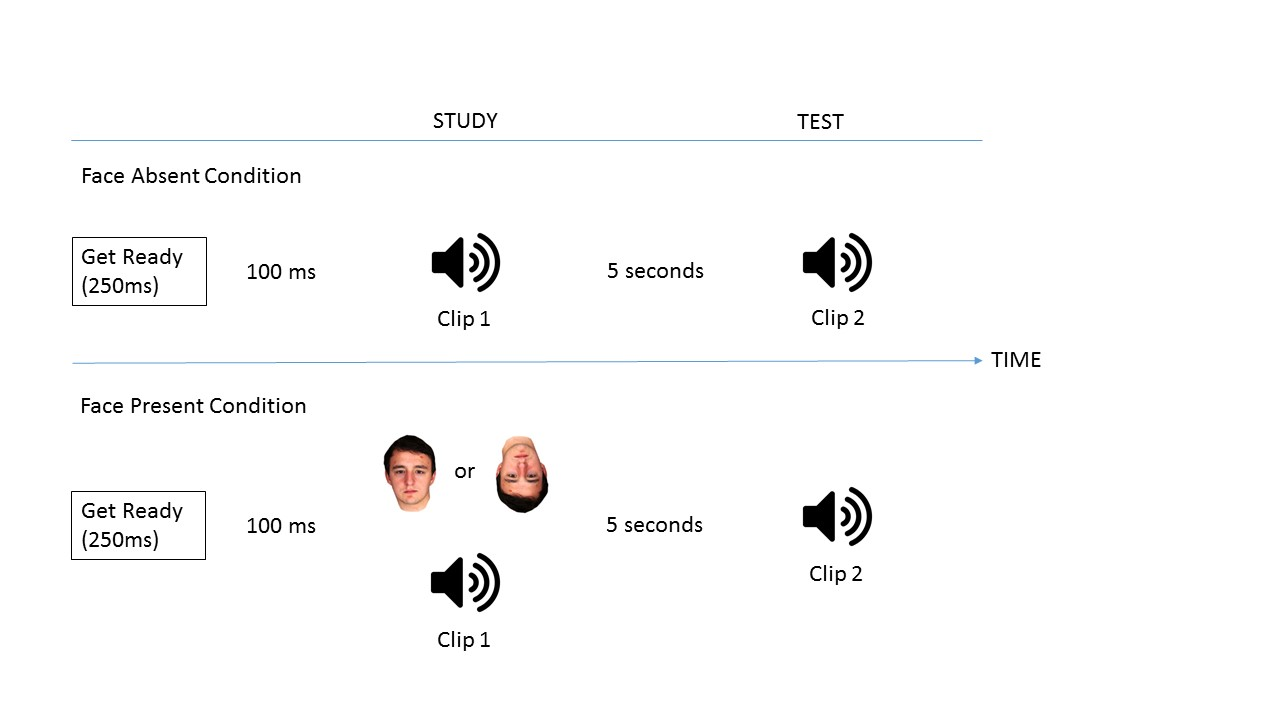 STUDY
TEST
Face Absent Condition
Get Ready
(250ms)
100 ms
Clip 1
5 seconds
Clip 2
TIME
Face Present Condition
or
Get Ready
(250ms)
100 ms
Clip 1
5 seconds
Clip 2